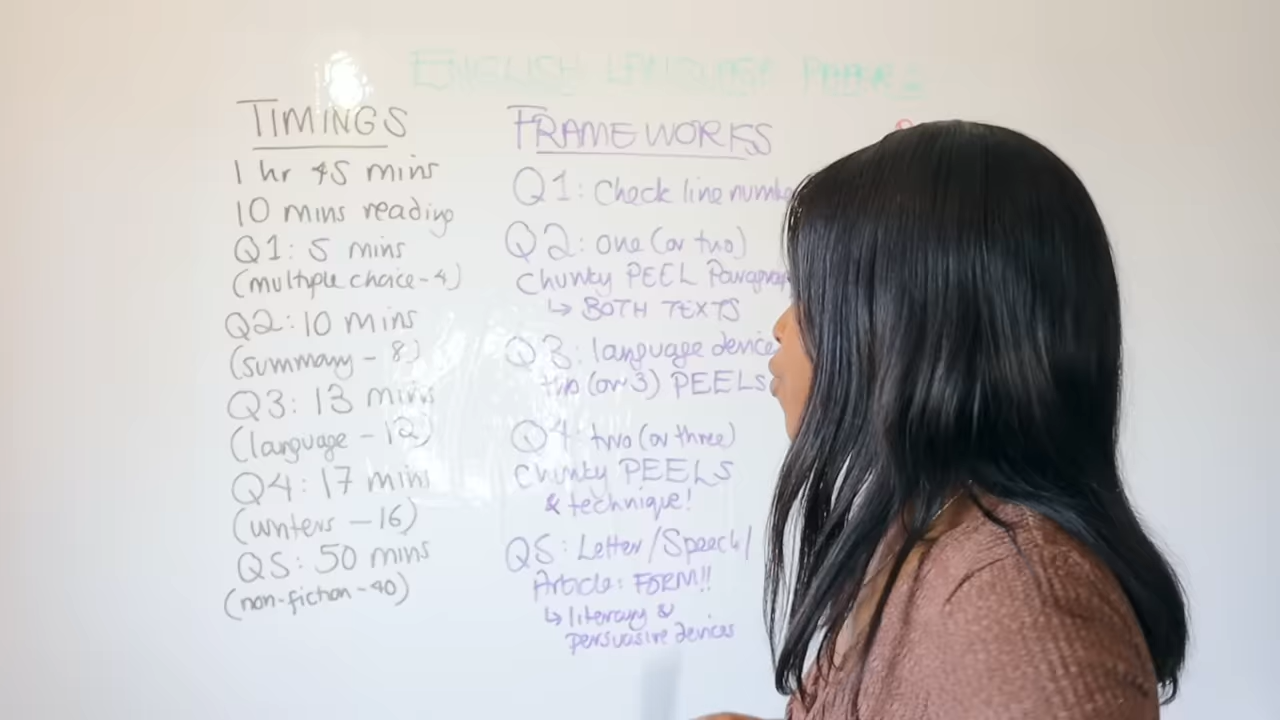 ENGLISH LANGUAGE PAPER 2
TIMINGS
1 hr 45 mins
10 mins reading
Q1: 5 mins
(multiple choice-4)
Q2: 10 mins
(summary - 8)
Q3: 13 mins
(language - 12)
Q4: 17 mins
(writers - 16)
Q5: 50 mins
(non-fiction-40)
FRAMEWORKS
Q1: Check line
Q2: one (or two)
Chunky PEEL
↳ BOTH TEXTS
Q3: language
two (or 3) PEELs
Q4: two (or three)
Chunky PEELS
& technique!
Q5: Letter/Speech/
Article: FORM!!
↳ literary &
persuasive devices